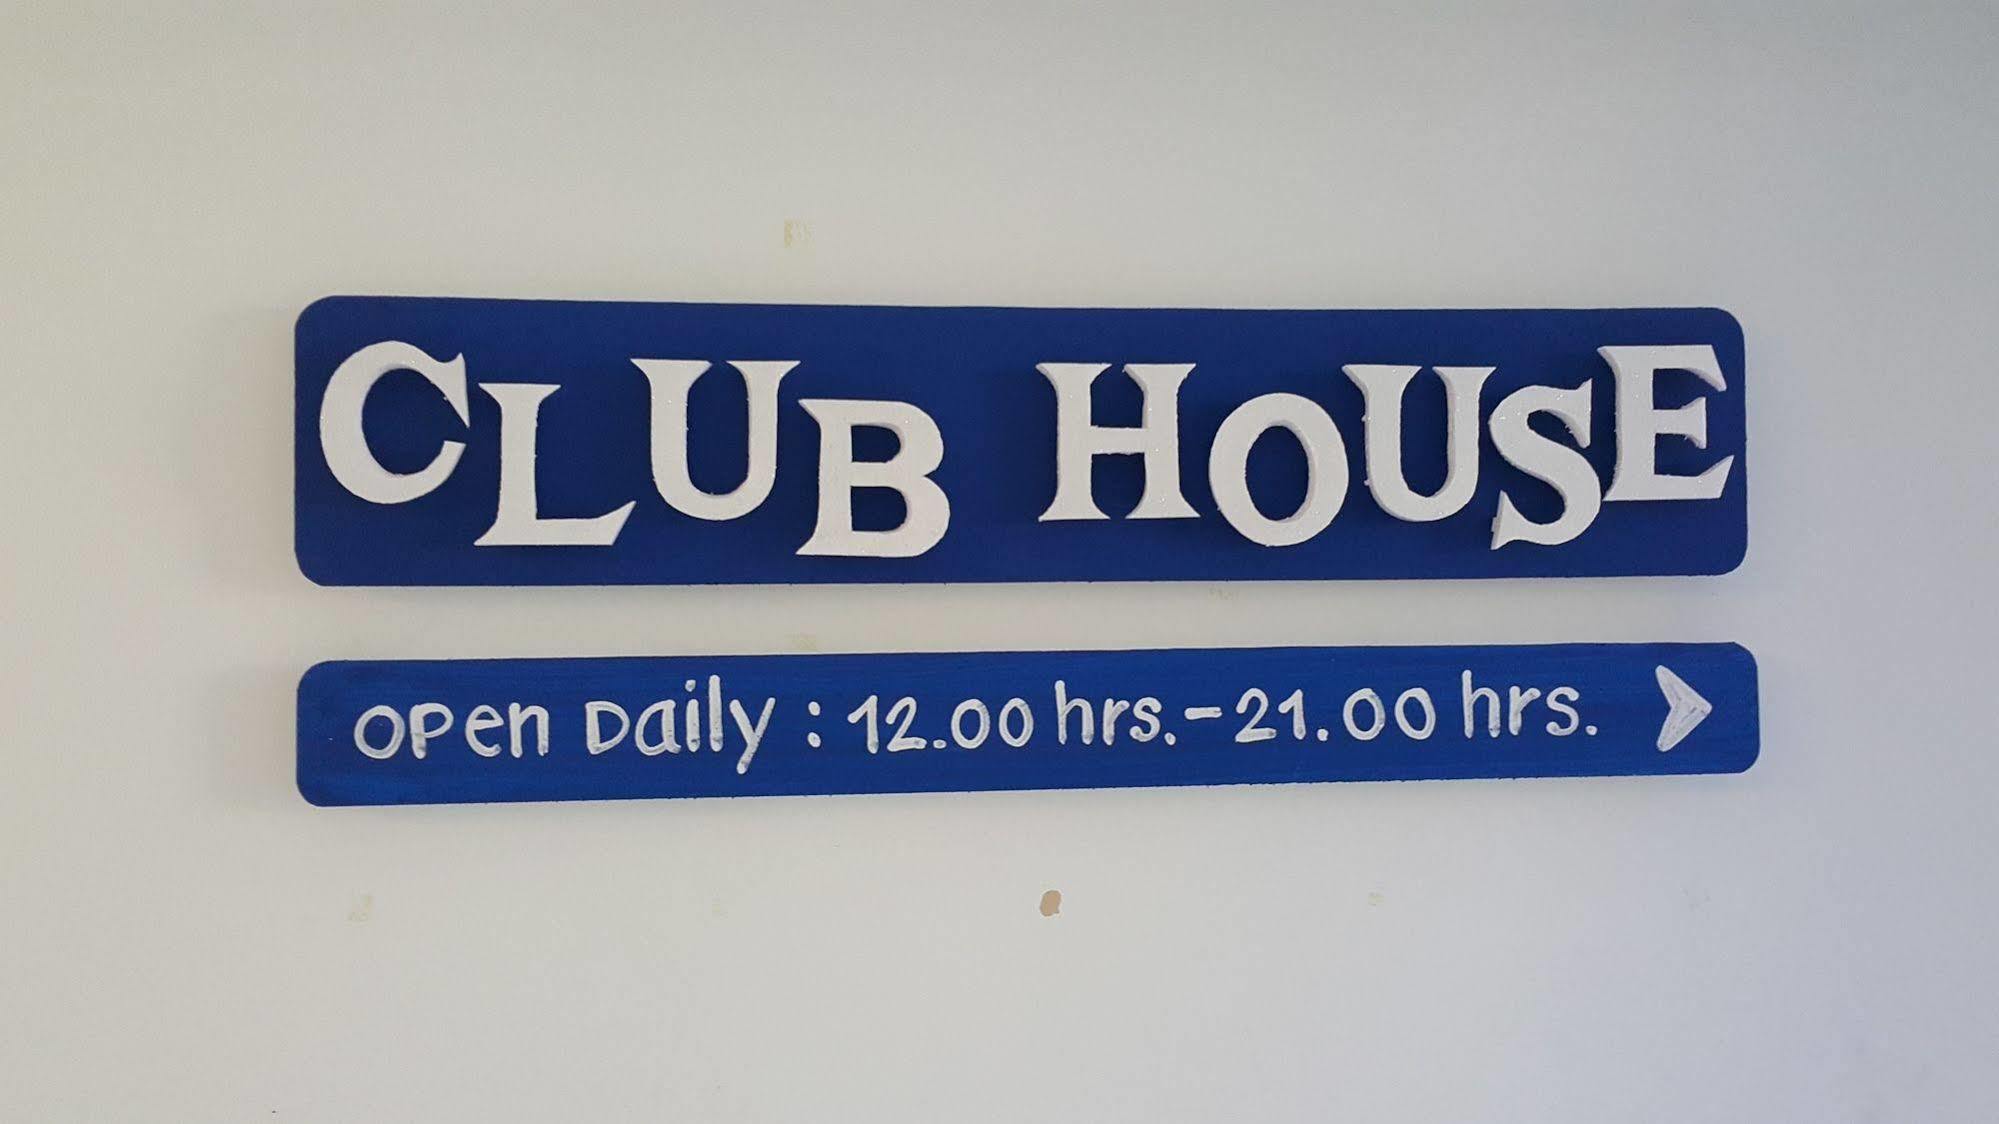 CLUB HOUSE
OPen Daily : 12.00 hrs.-21.00 hrs.